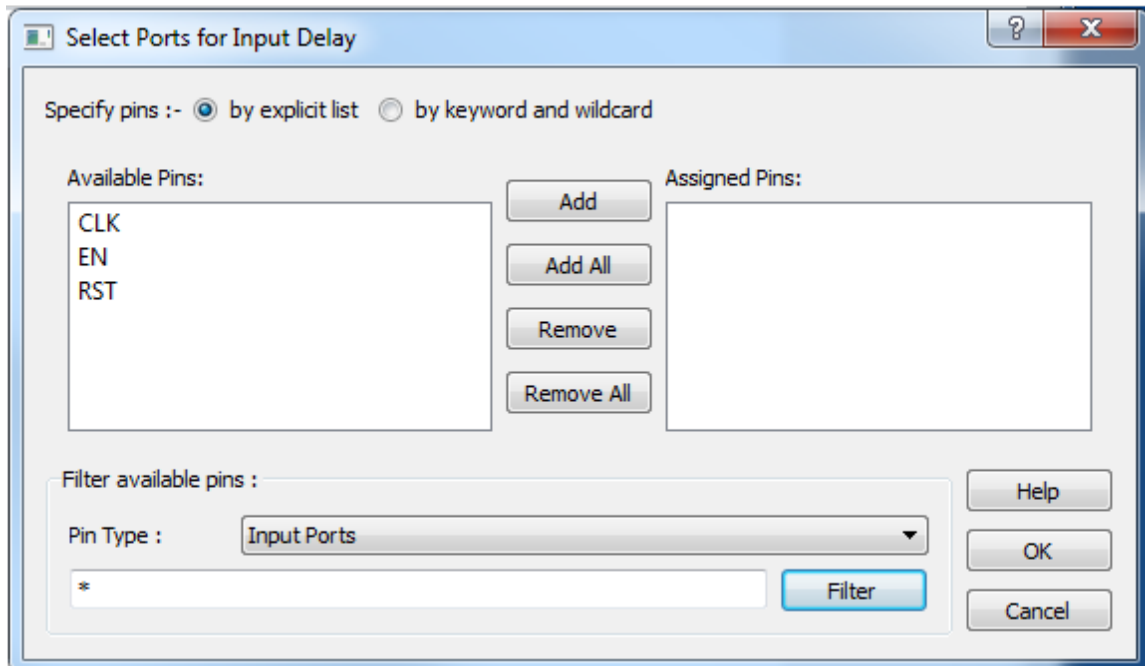 Select Ports for Input Delay
?
X
Specify pins :- by explicit list by keyword and wildcard
Available Pins:
CLK
EN
RST
Add
Add All
Remove
Remove All
Assigned Pins:
Filter available pins :
Pin Type : Input Ports
*
Filter
Help
OK
Cancel